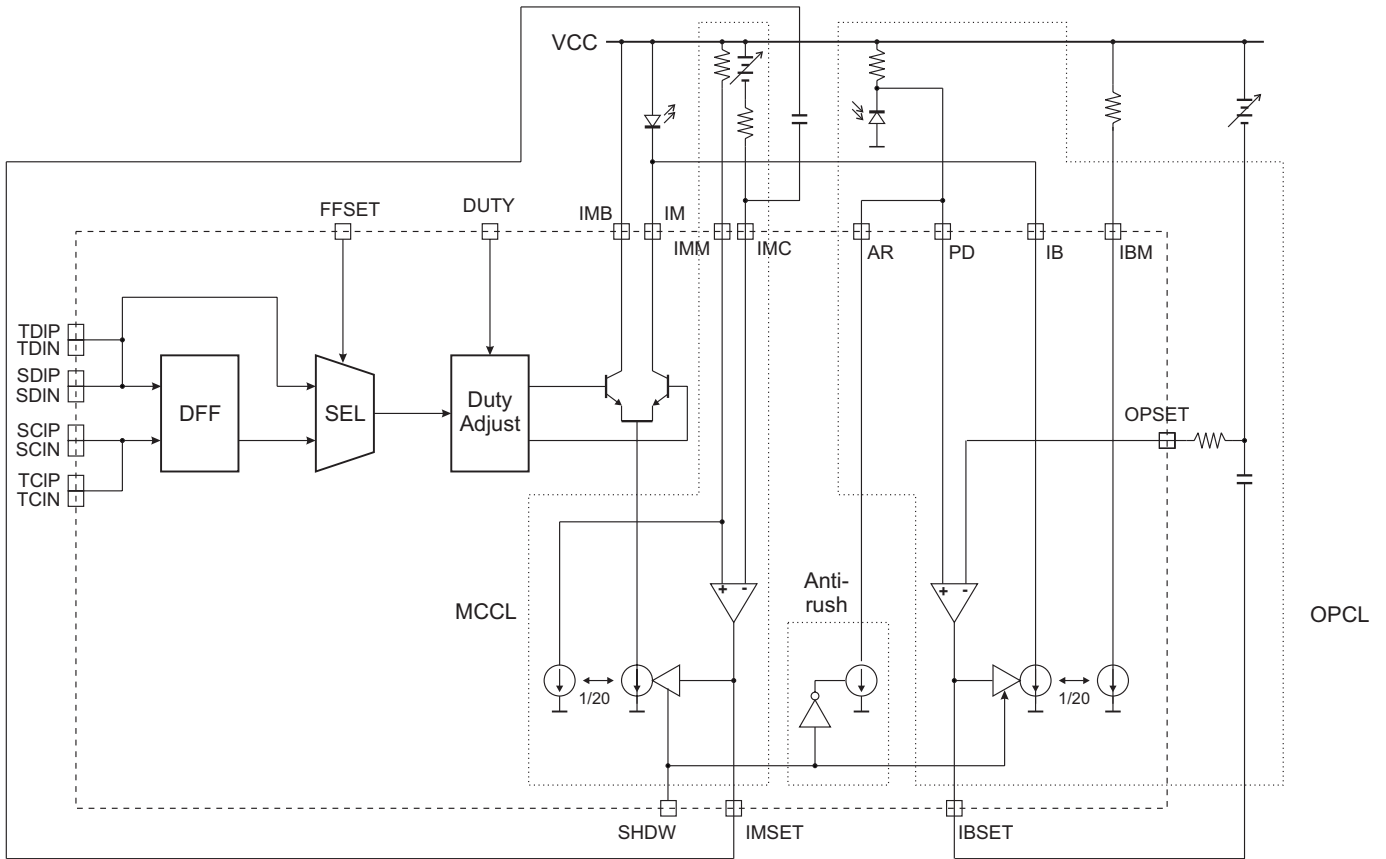 VCC
FFSET
DUTY
IMB
IM
IMM
IMC
AR
PD
IB
IBM
TDIP
TDIN
SDIP
SDIN
SCIP
SCIN
TCIP
TCIN
DFF
SEL
Duty
Adjust
OPSET
+ -
+ -
Anti-
rush
MCCL
OPCL
1/20
1/20
SHDW
IMSET
IBSET